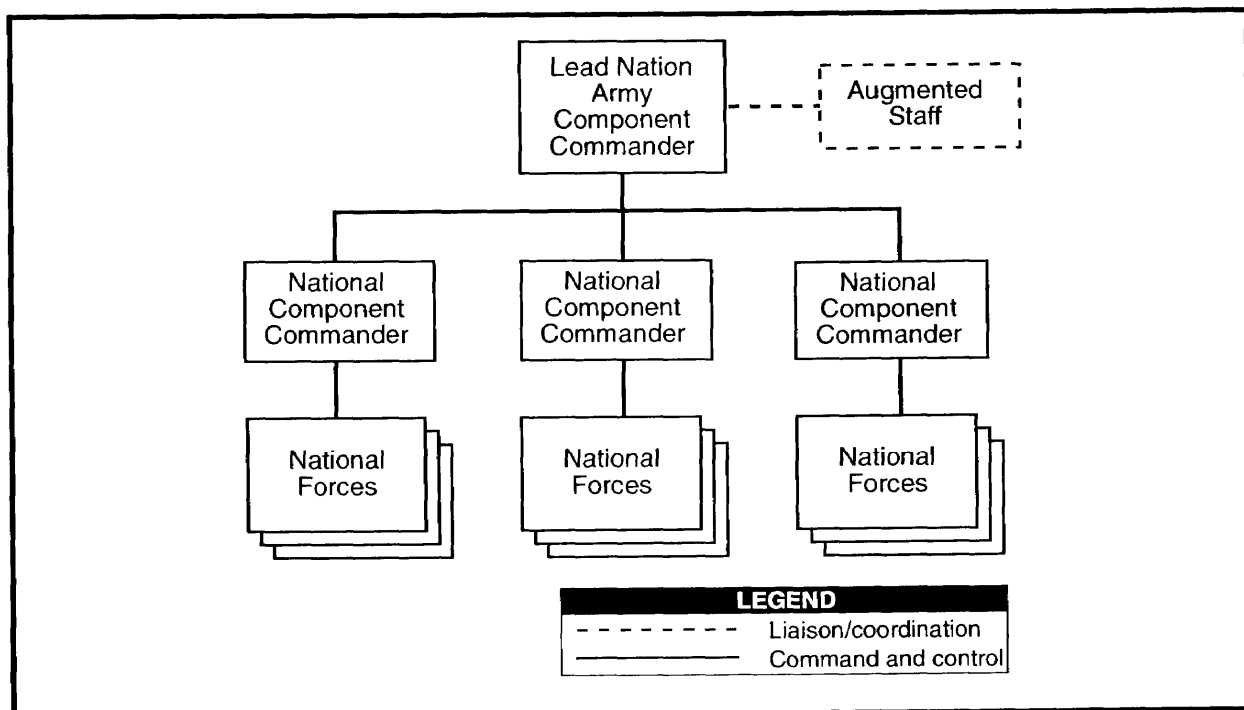 Lead Nation
Army
Component
Commander
Augmented
Staff
National
Component
Commander
National
Component
Commander
National
Component
Commander
National
Forces
National
Forces
National
Forces
LEGEND
Liaison/coordination
Command and control